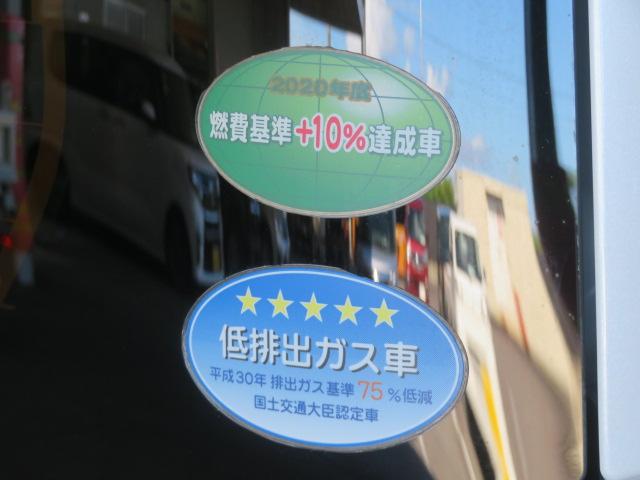 2020年度
燃費基準+10%達成車
低排出ガス車
平成30年 排出ガス基準75%低減
国土交通大臣認定車